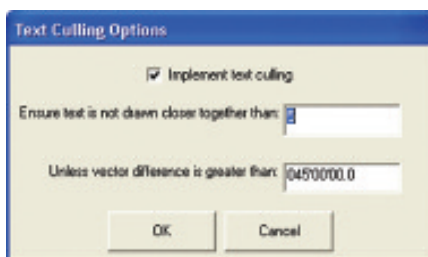 Text Culling Options
Implement text culling
Ensure text is not drawn closer together than:
Unless vector difference is greater than: 045'00'00.0
OK Cancel